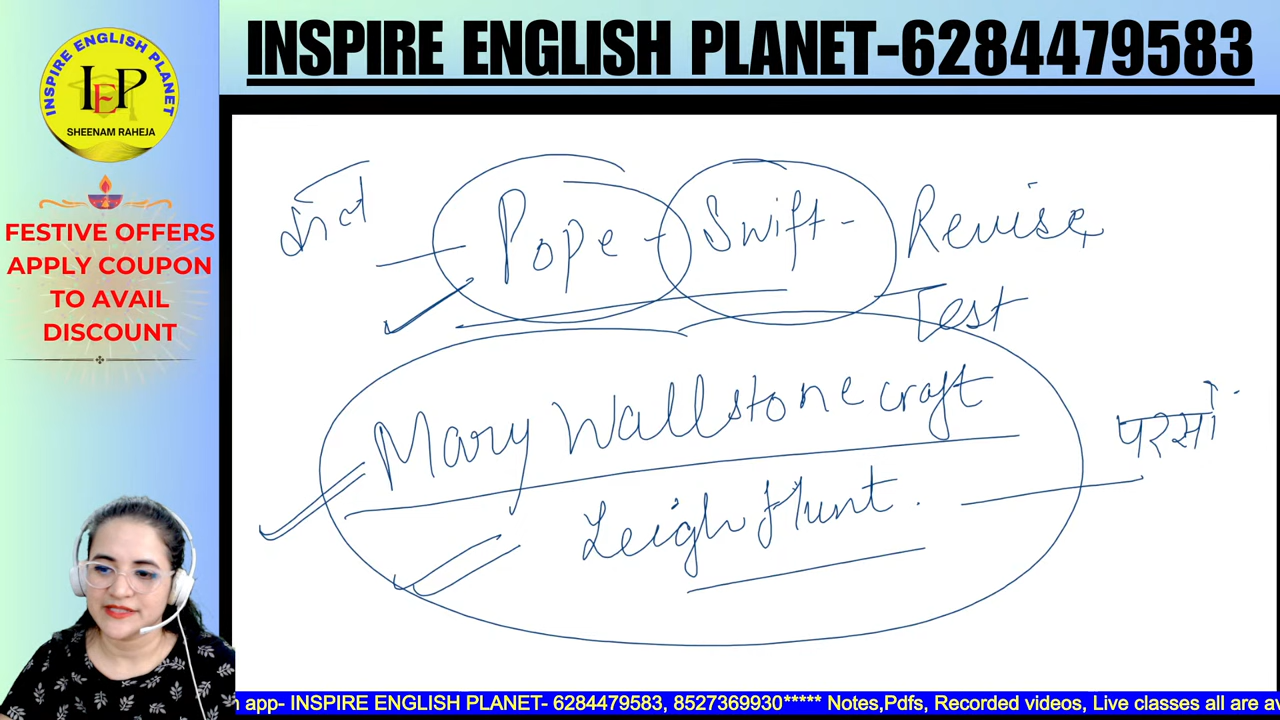 INSPIRE ENGLISH PLANET-6284479583
INSPIRE ENGLISH PLANET
IEP
SHEENAM RAHEJA
FESTIVE OFFERS
APPLY COUPON
TO AVAIL
DISCOUNT
Pope - Swift - Revise
Test
Mary Wallstonecraft
Leigh Hunt.
परसों
app- INSPIRE ENGLISH PLANET- 6284479583, 8527369930***** Notes,Pdfs, Recorded videos, Live classes all are